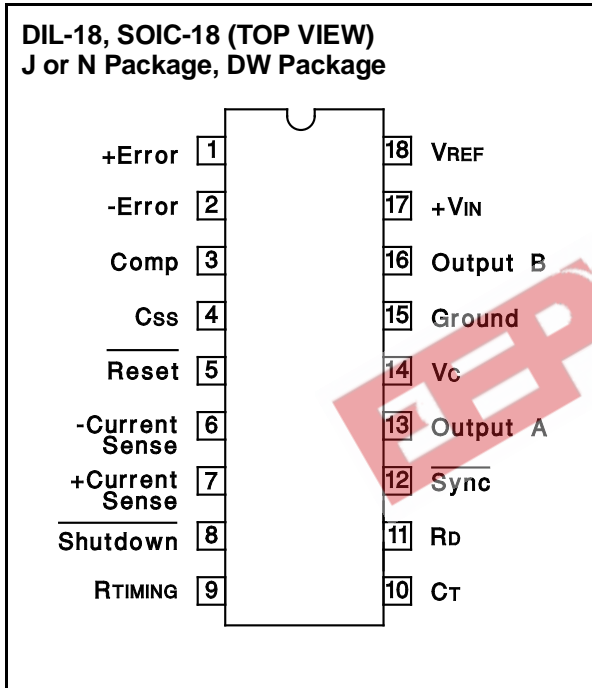 DIL-18, SOIC-18 (TOP VIEW)
J or N Package, DW Package
+Error 1
-Error 2
Comp 3
Css 4
Reset 5
-Current Sense 6
+Current Sense 7
Shutdown 8
RTIMING 9
18 VREF
17 +VIN
16 Output B
15 Ground
14 Vc
13 Output A
12 Sync
11 RD
10 CT
EEP